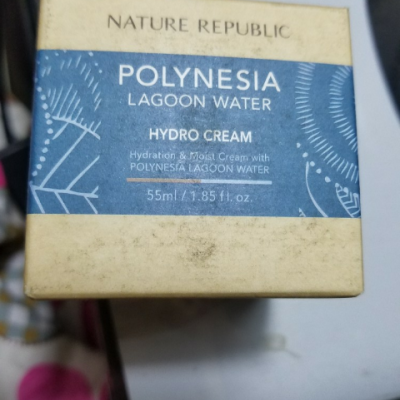 NATURE REPUBLIC
POLYNESIA
LAGOON WATER
HYDRO CREAM
Hydration & Moist Cream with
POLYNESIA LAGOON WATER
55ml / 1.85 fl. oz.